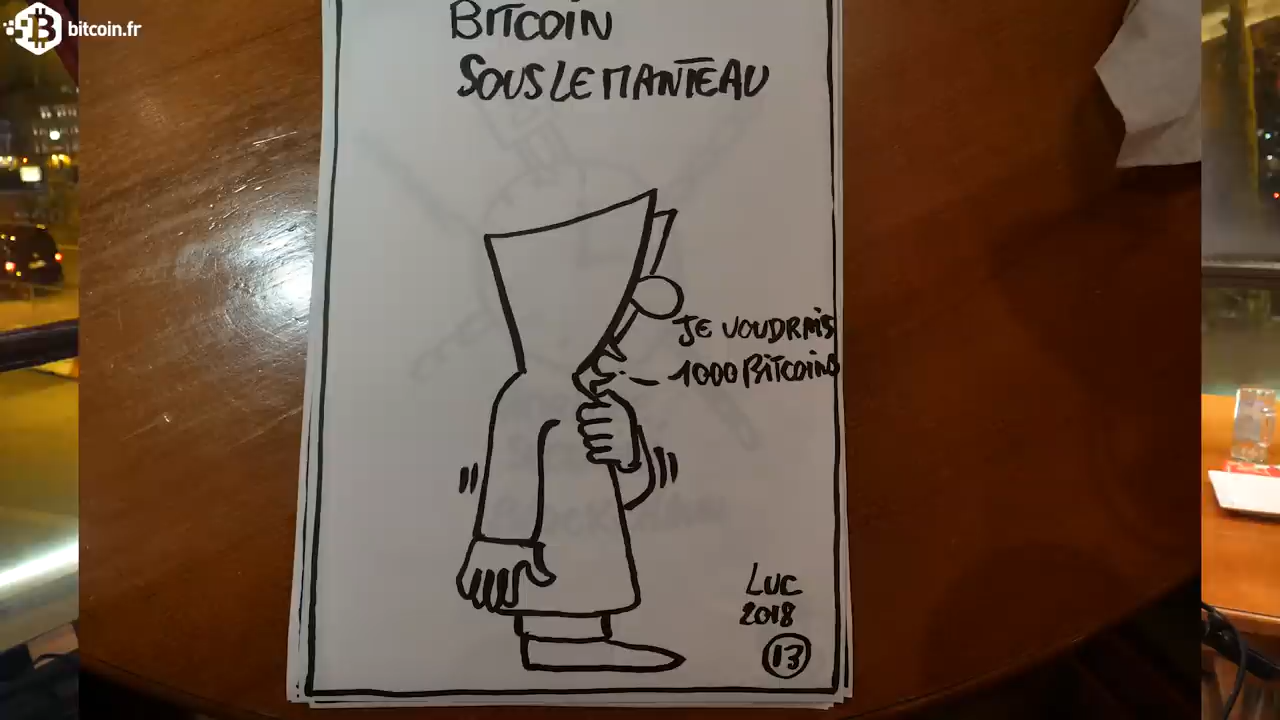 bitcoin.fr
BITCOIN
SOUS LE MANTEAU
JE VOUDRAIS
1000 BITCOINS
LUC
2018
13